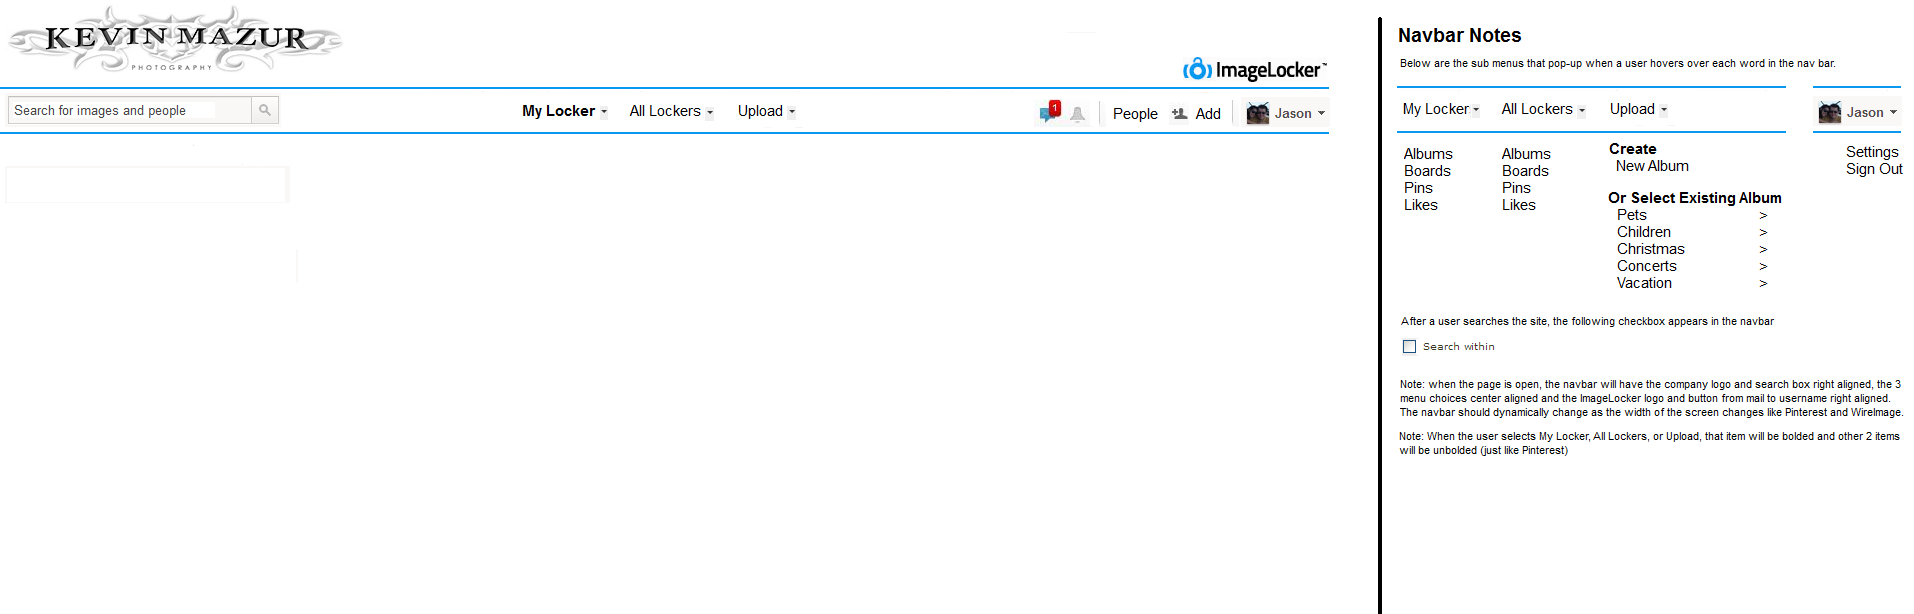 KEVIN MAZUR
PHOTOGRAPHY
ImageLocker™
Search for images and people
My Locker
All Lockers
Upload
1
People
Add
Jason
Navbar Notes
Below are the sub menus that pop-up when a user hovers over each word in the nav bar.
My Locker
All Lockers
Upload
Jason
Albums
Boards
Pins
Likes
Albums
Boards
Pins
Likes
Create
New Album
Or Select Existing Album
Pets >
Children >
Christmas >
Concerts >
Vacation >
Settings
Sign Out
After a user searches the site, the following checkbox appears in the navbar
Search within
Note: when the page is open, the navbar will have the company logo and search box right aligned, the 3
menu choices center aligned and the ImageLocker logo and button from mail to username right aligned.
The navbar should dynamically change as the width of the screen changes like Pinterest and WireImage.
Note: When the user selects My Locker, All Lockers, or Upload, that item will be bolded and other 2 items
will be unbolded (just like Pinterest)